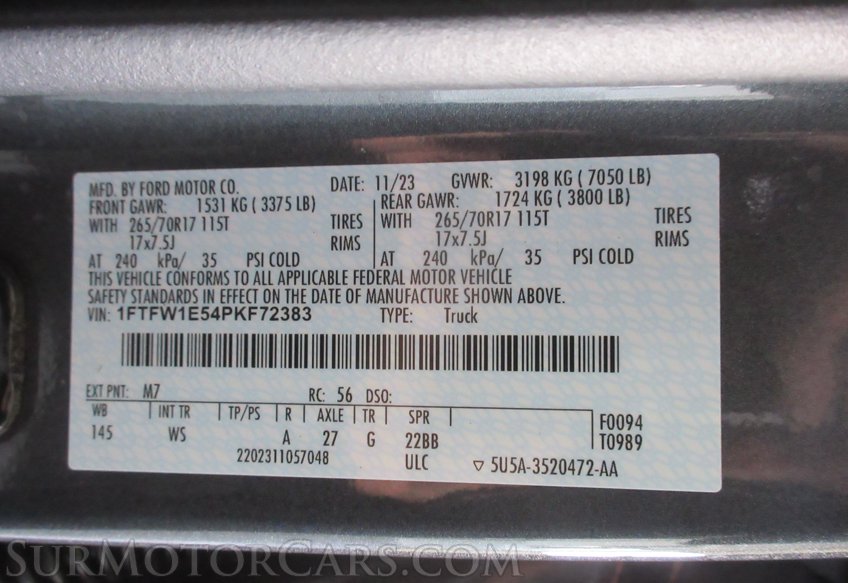 MFD. BY FORD MOTOR CO. DATE: 11/23 GVWR: 3198 KG ( 7050 LB)
FRONT GAWR: 1531 KG ( 3375 LB) REAR GAWR: 1724 KG ( 3800 LB)
WITH 265/70R17 115T TIRES WITH 265/70R17 115T TIRES
17x7.5J RIMS 17x7.5J RIMS
AT 240 kPa/ 35 PSI COLD AT 240 kPa/ 35 PSI COLD
THIS VEHICLE CONFORMS TO ALL APPLICABLE FEDERAL MOTOR VEHICLE
SAFETY STANDARDS IN EFFECT ON THE DATE OF MANUFACTURE SHOWN ABOVE.
VIN: 1FTFW1E54PKF72383 TYPE: Truck
EXT PNT: M7 RC: 56 DSO:
WB INT TR TP/PS R AXLE TR SPR F0094
145 WS A 27 G 22BB T0989
2202311057048 ULC ▽ 5U5A-3520472-AA
SurMotorCars.com